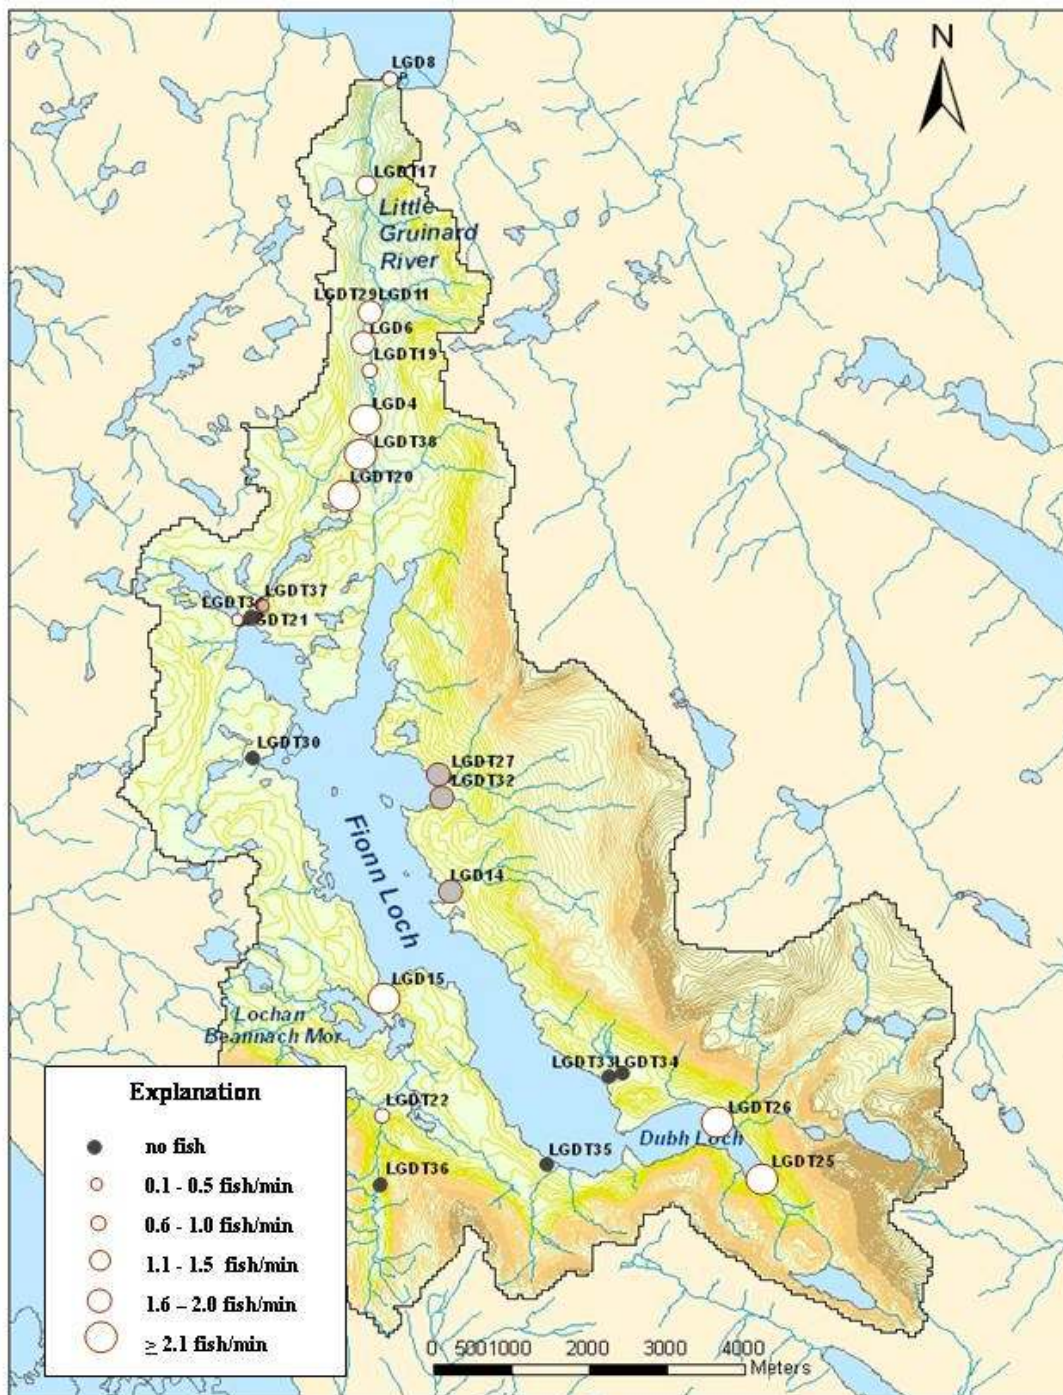 N
LGD8
LGDT17
Little
Gruinard
River
LGDT29 LGD11
LGD6
LGDT19
LGD4
LGDT38
LGDT20
LGDT37
LGDT21
LGDT30
LGDT27
LGDT32
Fionn Loch
LGD14
LGD15
Lochan
Beannach Mor
LGDT33 LGDT34
LGDT22
LGDT26
Dubh Loch
LGDT35
LGDT25
LGDT36
Explanation
no fish
0.1 - 0.5 fish/min
0.6 - 1.0 fish/min
1.1 - 1.5 fish/min
1.6 – 2.0 fish/min
≥ 2.1 fish/min
0 500 1000 2000 3000 4000
Meters